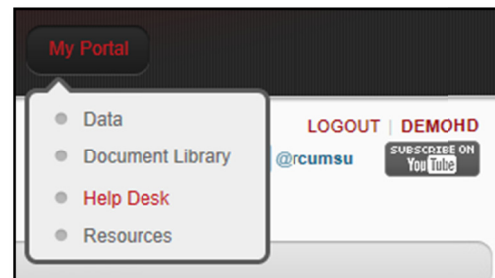 My Portal
Data
LOGOUT | DEMOHD
Document Library
@rcumsu
SUBSCRIBE ON
YouTube
Help Desk
Resources